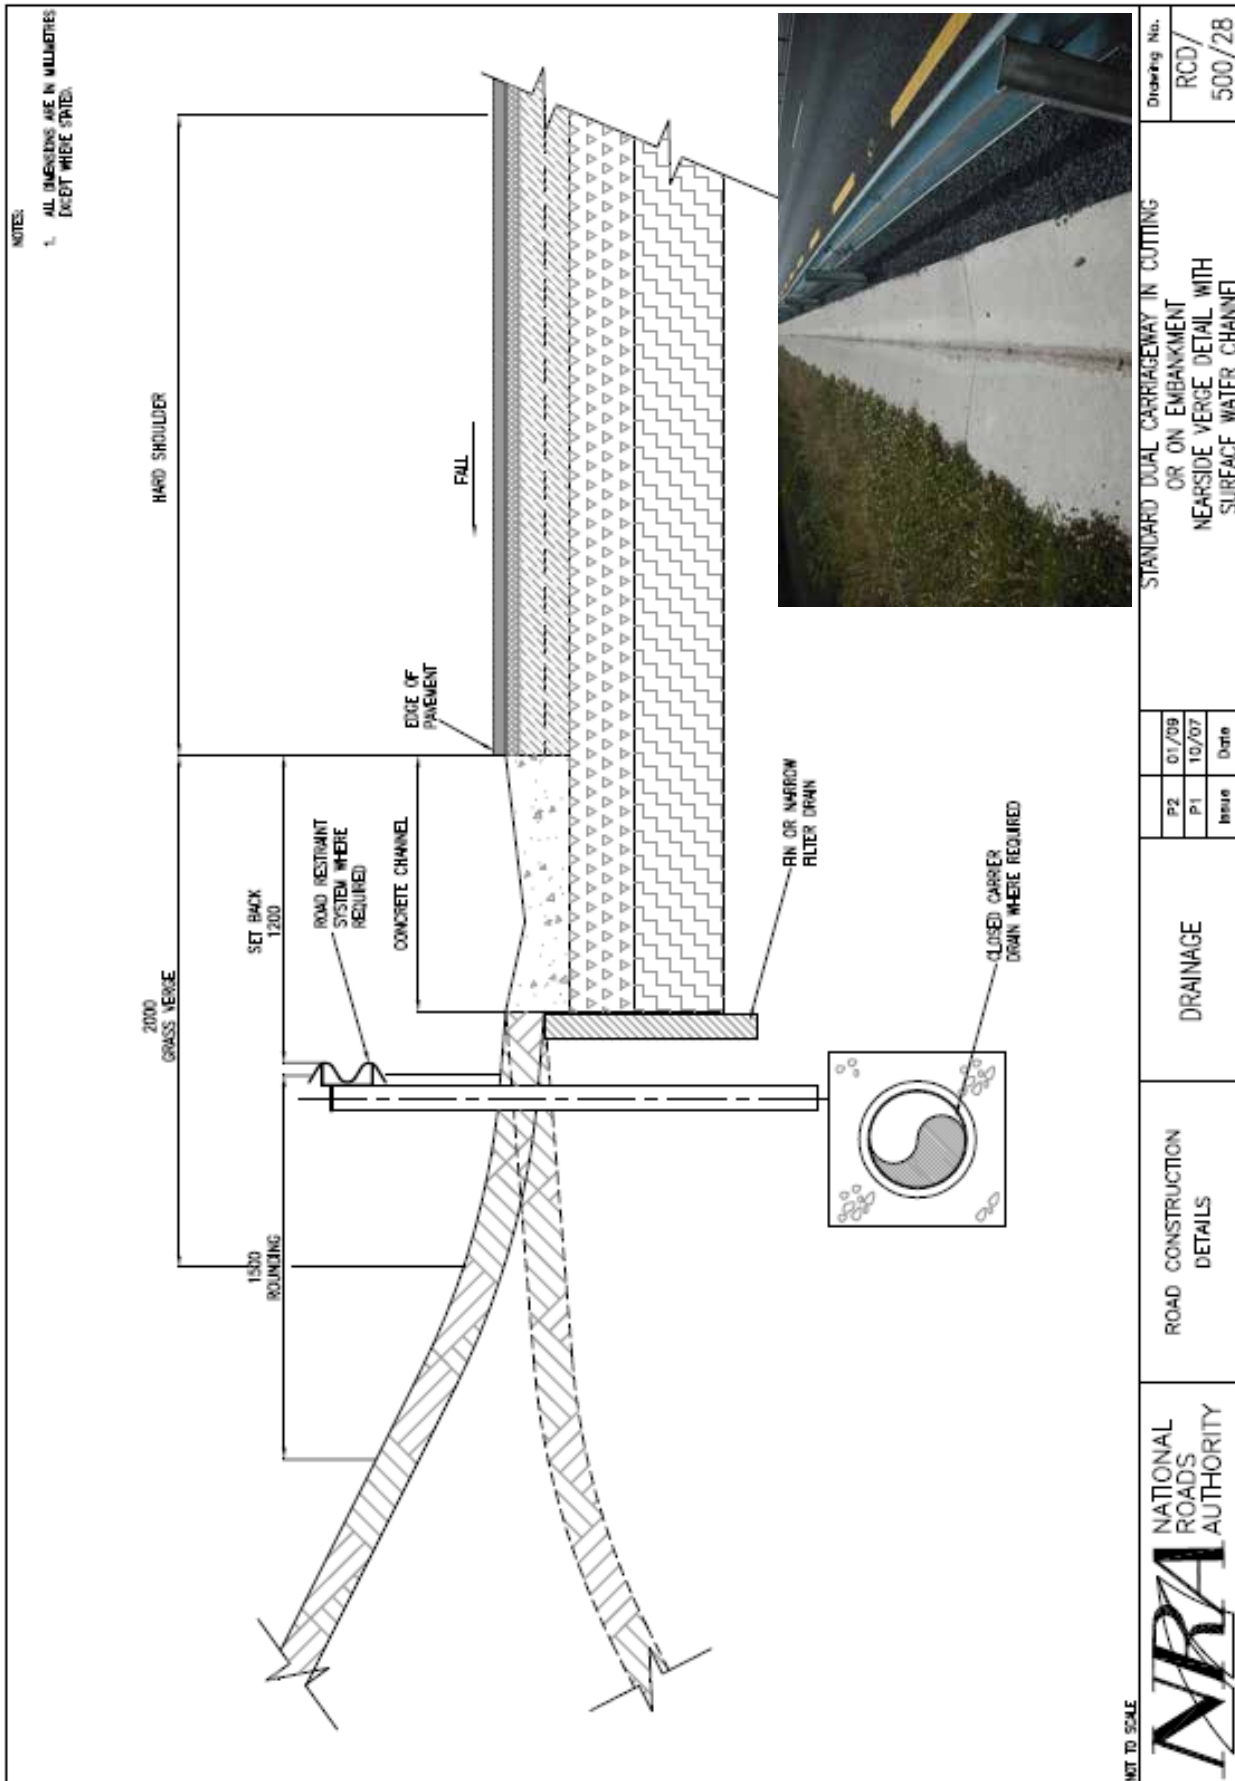 NOTES:
1. ALL DIMENSIONS ARE IN MILLIMETRES
EXCEPT WHERE STATED.
2000
GRASS VERGE
HARD SHOULDER
SET BACK
1200
1500
ROUNDING
ROAD RESTRAINT
SYSTEM WHERE
REQUIRED
CONCRETE CHANNEL
EDGE OF
PAVEMENT
FALL
FIN OR NARROW
FILTER DRAIN
CLOSED CARRIER
DRAIN WHERE REQUIRED
NOT TO SCALE
NRA
NATIONAL
ROADS
AUTHORITY
ROAD CONSTRUCTION
DETAILS
DRAINAGE
P2 01/09
P1 10/07
Issue Date
STANDARD DUAL CARRIAGEWAY IN CUTTING
OR ON EMBANKMENT
NEARSIDE VERGE DETAIL WITH
SURFACE WATER CHANNEL
Drawing No.
RCD/
500/28